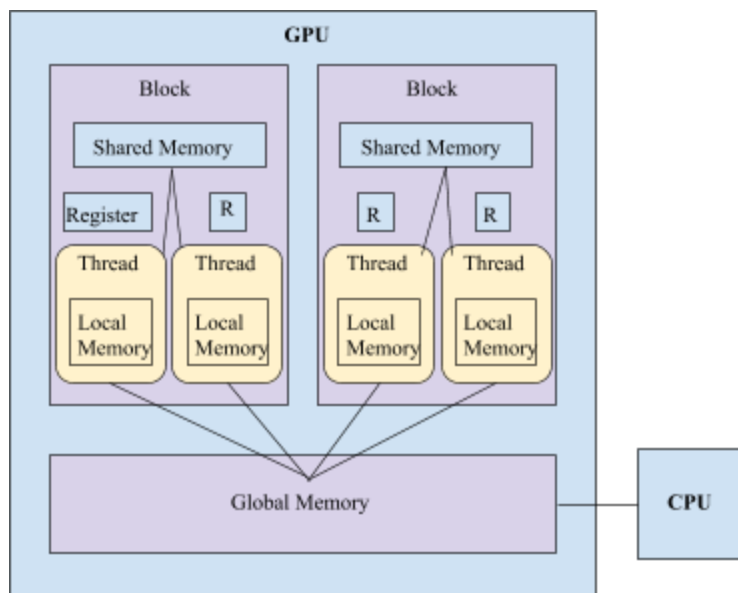 GPU
Block
Block
Shared Memory
Shared Memory
Register
R
R
R
Thread
Thread
Thread
Thread
Local
Memory
Local
Memory
Local
Memory
Local
Memory
Global Memory
CPU